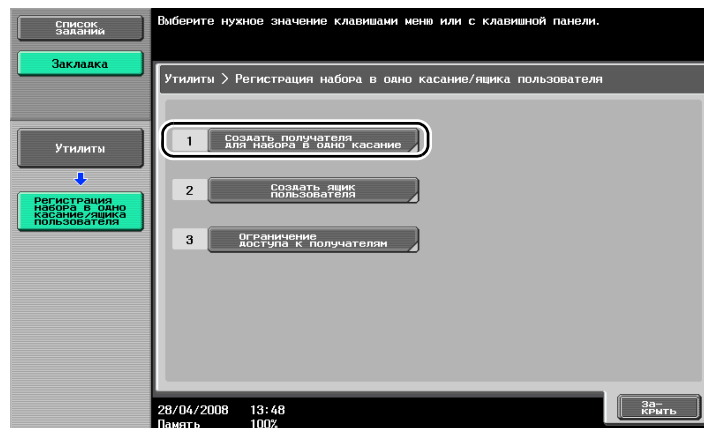 Список
заданий
Выберите нужное значение клавишами меню или с клавишной панели.
Закладка
Утилиты > Регистрация набора в одно касание/ящика пользователя
Утилиты
Регистрация
набора в одно
касание/ящика
пользователя
1 Создать получателя
для набора в одно касание
2 Создать ящик
пользователя
3 Ограничение
доступа к получателям
За-
крыть
28/04/2008 13:48
Память 100%